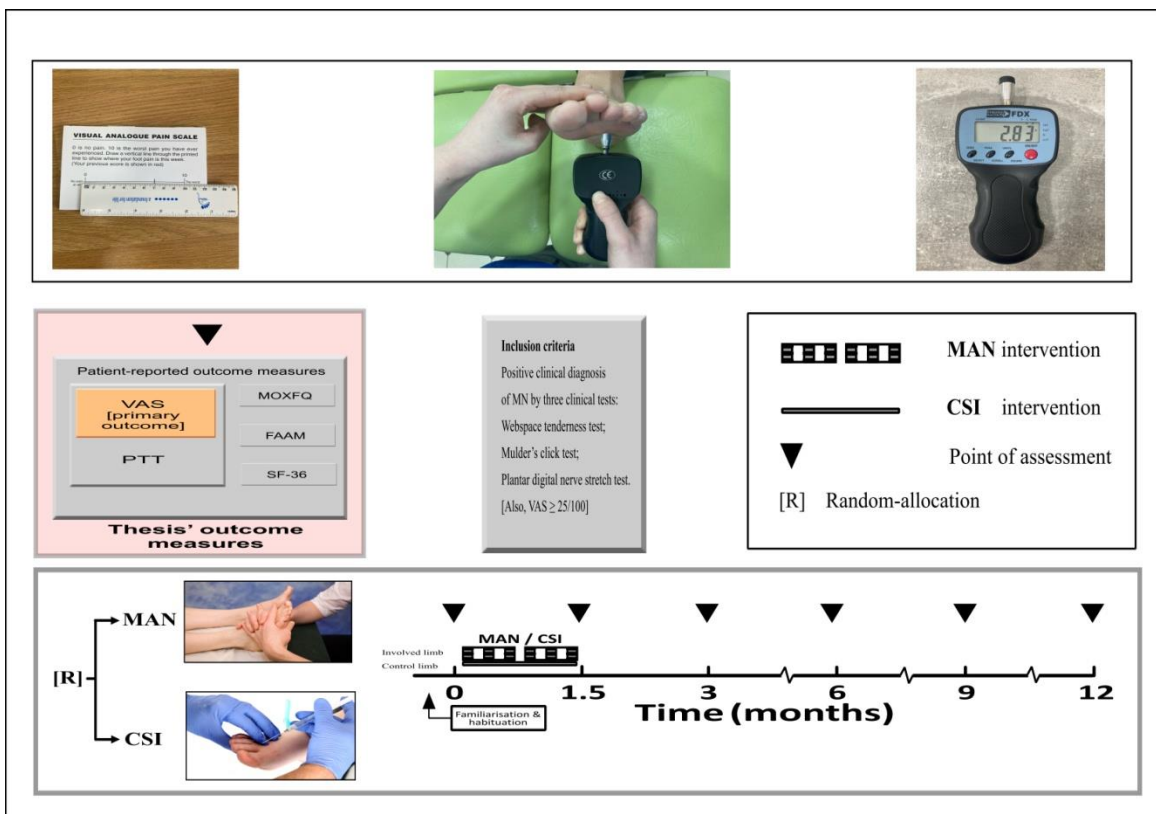 VISUAL ANALOGUE PAIN SCALE
0 is no pain. 10 is the worst pain you have ever
experienced. Draw a vertical line through the printed
line to show where your foot pain is this week.
(Your previous score is shown in red)
0 10
CE
FDX
2.83
Patient-reported outcome measures
VAS
[primary
outcome]
PTT
MOXFQ
FAAM
SF-36
Thesis' outcome
measures
Inclusion criteria
Positive clinical diagnosis
of MN by three clinical tests:
Webspace tenderness test;
Mulder's click test;
Plantar digital nerve stretch test.
[Also, VAS ≥ 25/100]
MAN intervention
CSI intervention
Point of assessment
[R] Random-allocation
[R]
MAN
CSI
MAN / CSI
Involved limb
Control limb
0 1.5 3 6 9 12
Time (months)
Familiarisation &
habituation